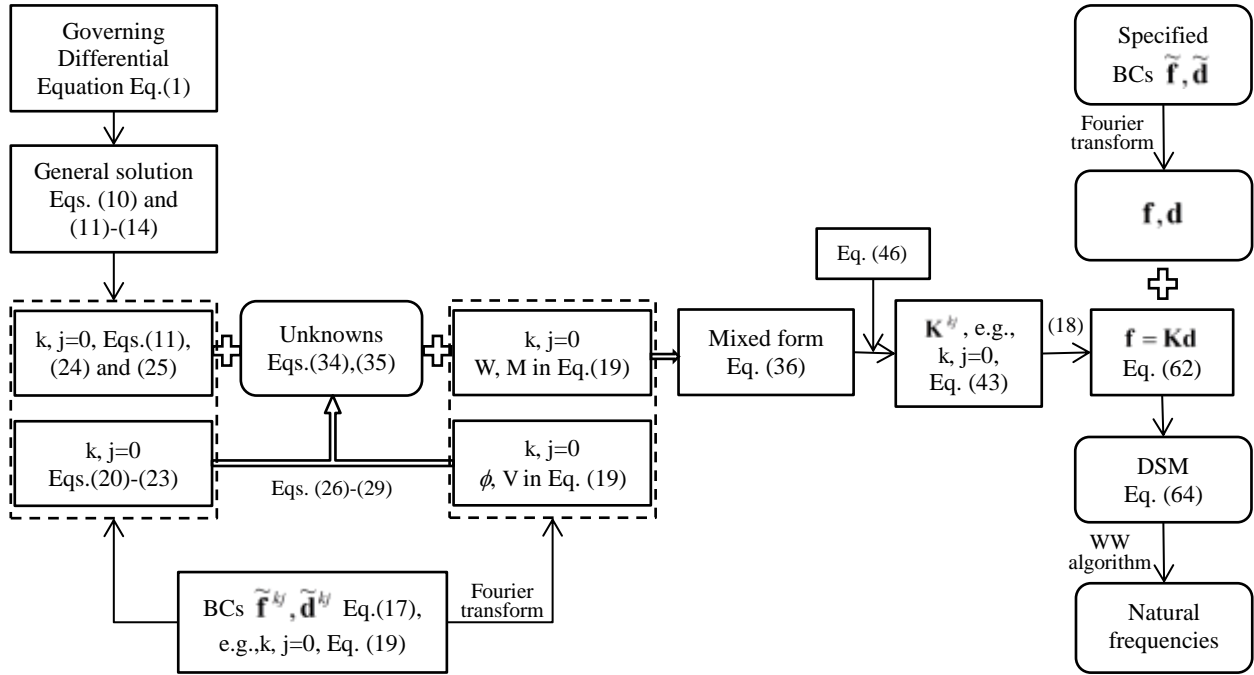 Governing
Differential
Equation Eq.(1)
General solution
Eqs. (10) and
(11)-(14)
k, j=0, Eqs.(11),
(24) and (25)
k, j=0
Eqs.(20)-(23)
Unknowns
Eqs.(34),(35)
Eqs. (26)-(29)
k, j=0
W, M in Eq.(19)
k, j=0
ϕ, V in Eq. (19)
BCs f̃ᵏʲ, d̃ᵏʲ Eq.(17),
e.g.,k, j=0, Eq. (19)
Fourier
transform
Mixed form
Eq. (36)
Eq. (46)
Kᵏʲ, e.g.,
k, j=0,
Eq. (43)
(18)
Specified
BCs f̃, d̃
Fourier
transform
f, d
f = Kd
Eq. (62)
DSM
Eq. (64)
WW
algorithm
Natural
frequencies